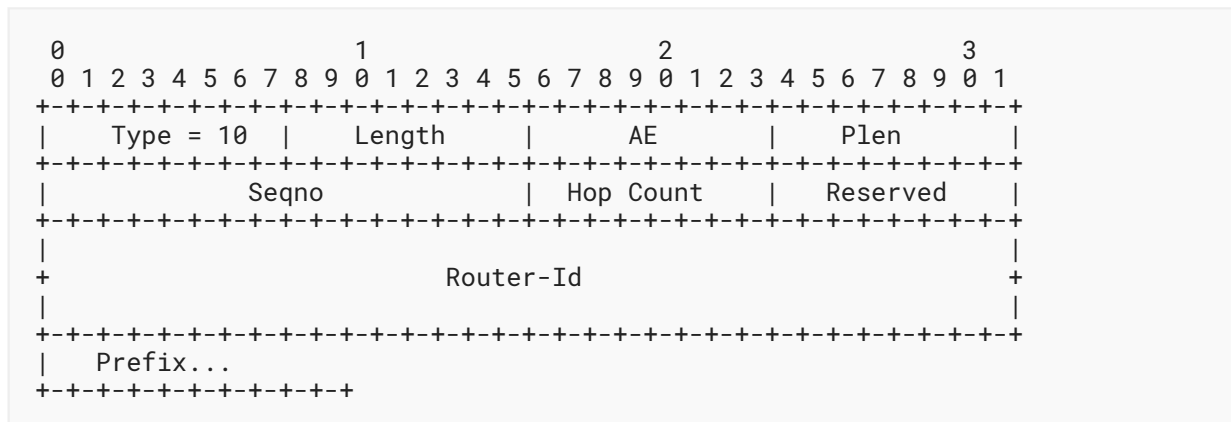 0                   1                   2                   3
 0 1 2 3 4 5 6 7 8 9 0 1 2 3 4 5 6 7 8 9 0 1 2 3 4 5 6 7 8 9 0 1
+-+-+-+-+-+-+-+-+-+-+-+-+-+-+-+-+-+-+-+-+-+-+-+-+-+-+-+-+-+-+-+-+
|    Type = 10  |    Length     |      AE       |    Plen       |
+-+-+-+-+-+-+-+-+-+-+-+-+-+-+-+-+-+-+-+-+-+-+-+-+-+-+-+-+-+-+-+-+
|             Seqno             |  Hop Count    |   Reserved    |
+-+-+-+-+-+-+-+-+-+-+-+-+-+-+-+-+-+-+-+-+-+-+-+-+-+-+-+-+-+-+-+-+
|                                                               |
+                          Router-Id                            +
|                                                               |
+-+-+-+-+-+-+-+-+-+-+-+-+-+-+-+-+-+-+-+-+-+-+-+-+-+-+-+-+-+-+-+-+
|   Prefix...
+-+-+-+-+-+-+-+-+-+-+